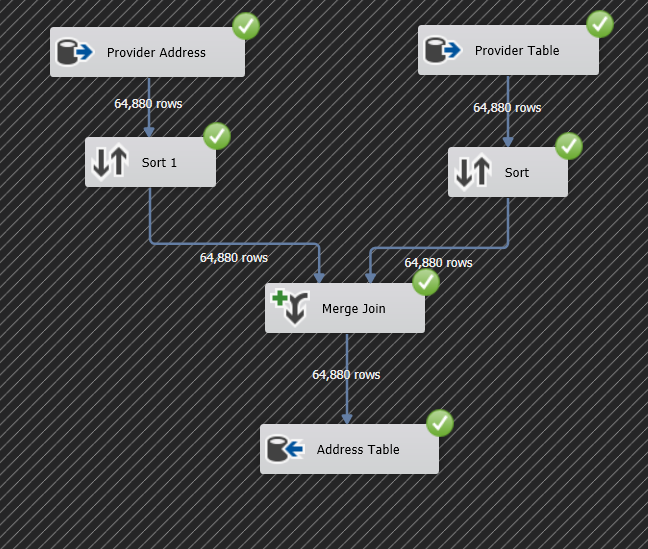 Provider Address
Provider Table
64,880 rows
64,880 rows
Sort 1
Sort
64,880 rows
64,880 rows
Merge Join
64,880 rows
Address Table